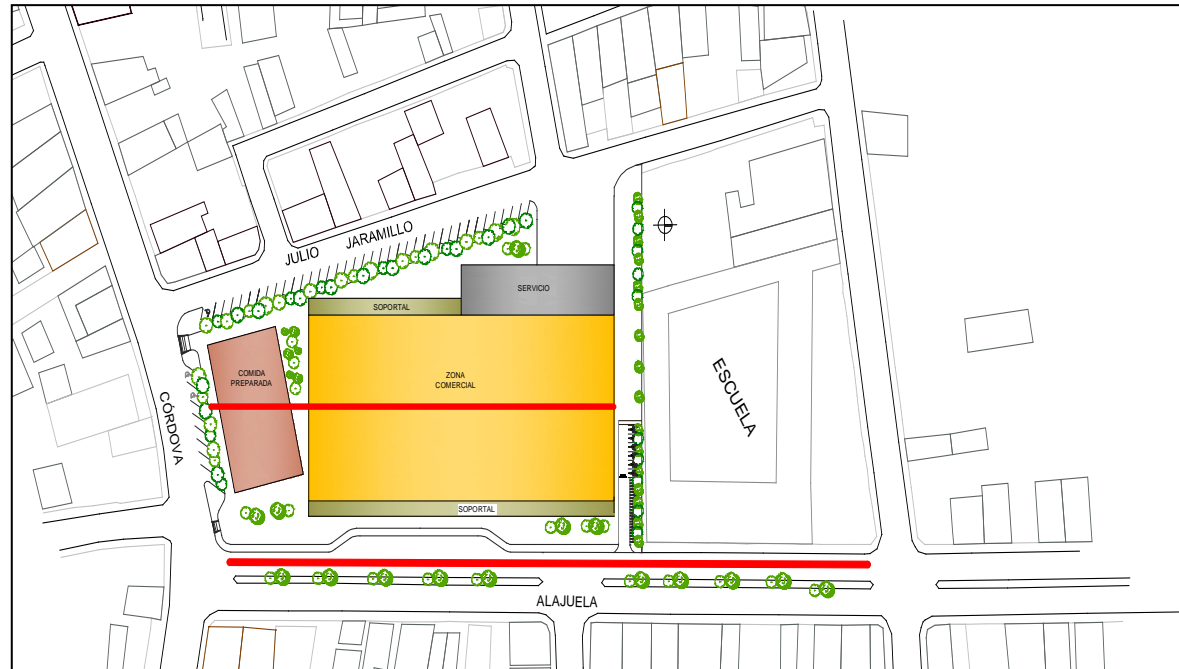 JULIO JARAMILLO
SERVICIO
SOPORTAL
COMIDA
PREPARADA
ZONA
COMERCIAL
ESCUELA
CÓRDOVA
SOPORTAL
ALAJUELA